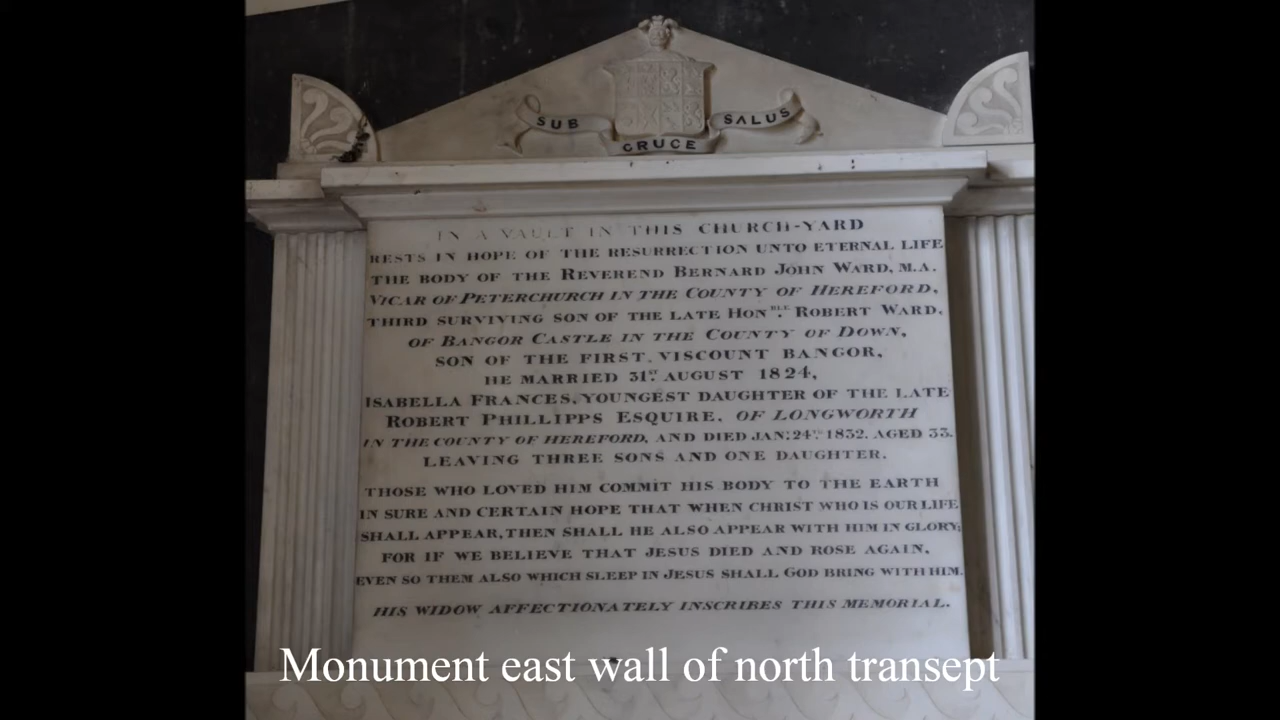 SUB CRUCE SALUS
IN A VAULT IN THIS CHURCH-YARD
RESTS IN HOPE OF THE RESURRECTION UNTO ETERNAL LIFE
THE BODY OF THE REVEREND BERNARD JOHN WARD, M.A.
VICAR OF PETERCHURCH IN THE COUNTY OF HEREFORD,
THIRD SURVIVING SON OF THE LATE HONBLE. ROBERT WARD,
OF BANGOR CASTLE IN THE COUNTY OF DOWN,
SON OF THE FIRST VISCOUNT BANGOR,
HE MARRIED 31ST. AUGUST 1824,
ISABELLA FRANCES, YOUNGEST DAUGHTER OF THE LATE
ROBERT PHILLIPPS ESQUIRE, OF LONGWORTH
IN THE COUNTY OF HEREFORD, AND DIED JAN: 24TH. 1832. AGED 33.
LEAVING THREE SONS AND ONE DAUGHTER.
THOSE WHO LOVED HIM COMMIT HIS BODY TO THE EARTH
IN SURE AND CERTAIN HOPE THAT WHEN CHRIST WHO IS OUR LIFE
SHALL APPEAR, THEN SHALL HE ALSO APPEAR WITH HIM IN GLORY;
FOR IF WE BELIEVE THAT JESUS DIED AND ROSE AGAIN,
EVEN SO THEM ALSO WHICH SLEEP IN JESUS SHALL GOD BRING WITH HIM.
HIS WIDOW AFFECTIONATELY INSCRIBES THIS MEMORIAL.
Monument east wall of north transept